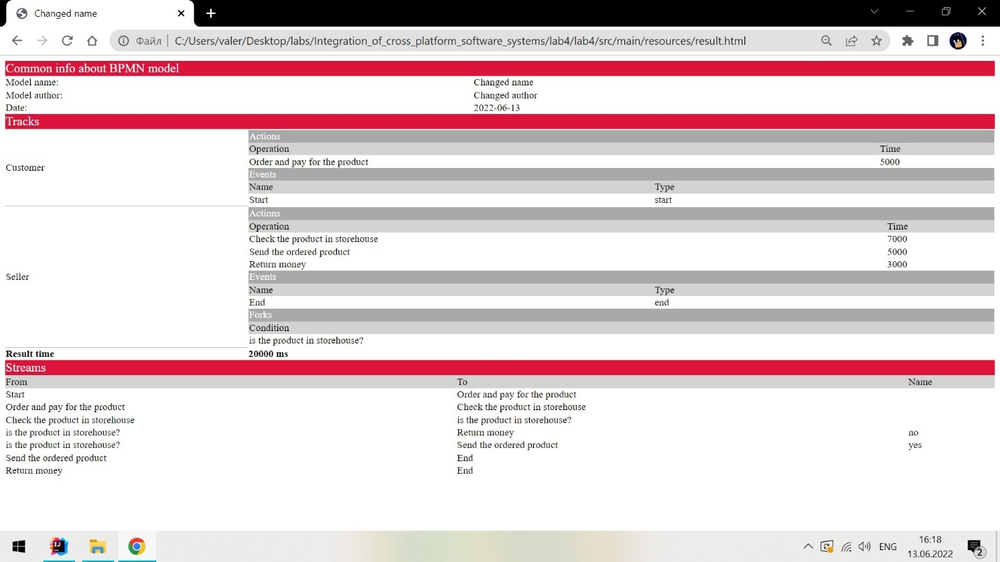 Changed name
Файл C:/Users/valer/Desktop/labs/Integration_of_cross_platform_software_systems/lab4/lab4/src/main/resources/result.html
Common info about BPMN model
Model name: Changed name
Model author: Changed author
Date: 2022-06-13
Tracks
Customer
Actions
Operation Time
Order and pay for the product 5000
Events
Name Type
Start start
Seller
Actions
Operation Time
Check the product in storehouse 7000
Send the ordered product 5000
Return money 3000
Events
Name Type
End end
Forks
Condition
is the product in storehouse?
Result time 20000 ms
Streams
From To Name
Start Order and pay for the product
Order and pay for the product Check the product in storehouse
Check the product in storehouse is the product in storehouse?
is the product in storehouse? Return money no
is the product in storehouse? Send the ordered product yes
Send the ordered product End
Return money End
IJ
ENG
16:18
13.06.2022
2